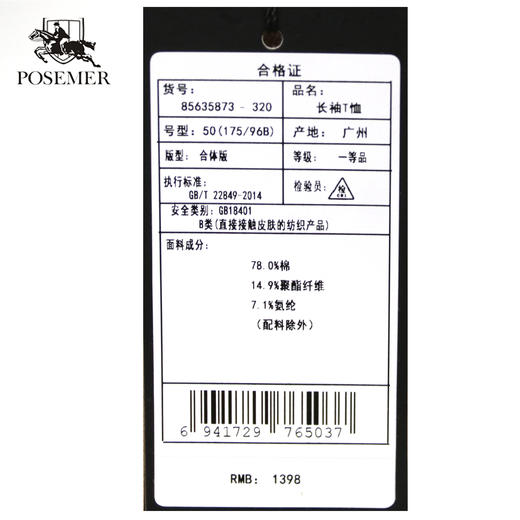 POSEMER
合格证
货号:
85635873 - 320
品名:
长袖T恤
号型: 50(175/96B)
产地: 广州
版型: 合体版
等级: 一等品
执行标准:
GB/T 22849-2014
检验员: 检
安全类别: GB18401
B类(直接接触皮肤的纺织产品)
面料成分:
78.0%棉
14.9%聚酯纤维
7.1%氨纶
(配料除外)
6 941729 765037
RMB: 1398